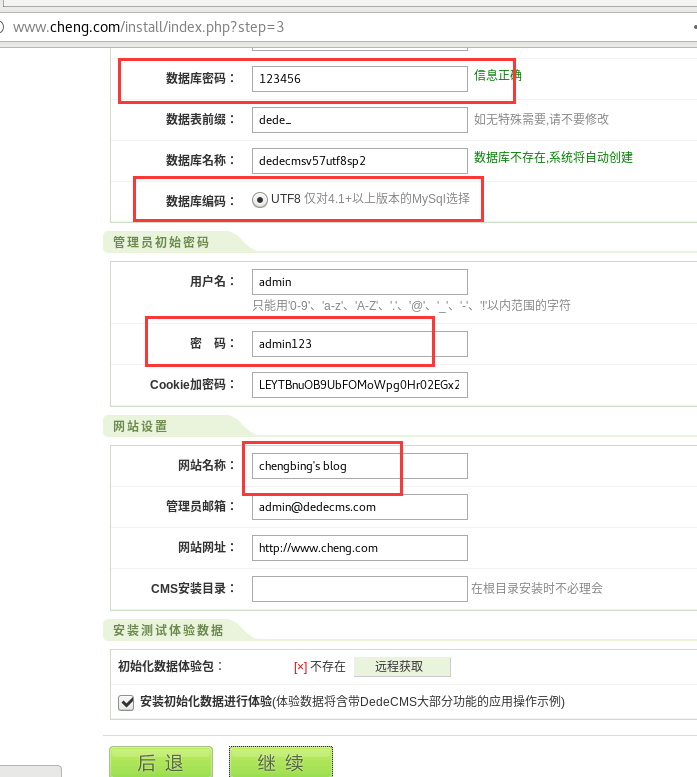 www.cheng.com/install/index.php?step=3
数据库密码： 123456 信息正确
数据表前缀： dede_ 如无特殊需要,请不要修改
数据库名称： dedecmsv57utf8sp2 数据库不存在,系统将自动创建
数据库编码： UTF8 仅对4.1+以上版本的MySql选择
管理员初始密码
用户名： admin
只能用'0-9'、'a-z'、'A-Z'、'.'、'@'、'_'、'-'、'!'以内范围的字符
密 码： admin123
Cookie加密码： LEYTBnuOB9UbFOMoWpg0Hr02EGx2
网站设置
网站名称： chengbing's blog
管理员邮箱： admin@dedecms.com
网站网址： http://www.cheng.com
CMS安装目录： 在根目录安装时不必理会
安装测试体验数据
初始化数据体验包： [×] 不存在 远程获取
安装初始化数据进行体验(体验数据将含带DedeCMS大部分功能的应用操作示例)
后 退 继 续